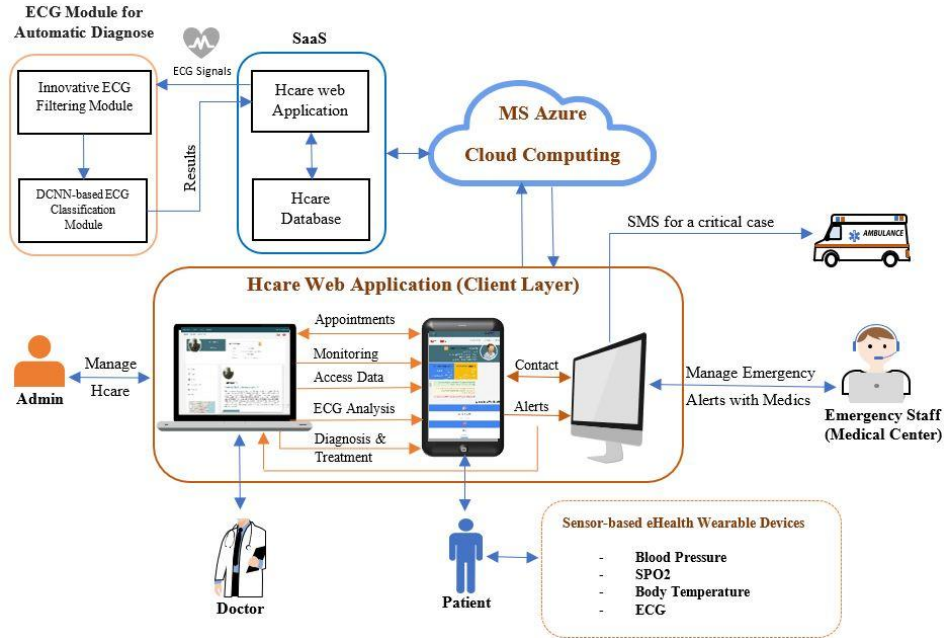 ECG Module for
Automatic Diagnose
SaaS
ECG Signals
Innovative ECG
Filtering Module
Hcare web
Application
MS Azure
Cloud Computing
Results
DCNN-based ECG
Classification
Module
Hcare
Database
SMS for a critical case
AMBULANCE
Hcare Web Application (Client Layer)
Appointments
Monitoring
Access Data
ECG Analysis
Diagnosis &
Treatment
Contact
Alerts
Manage
Hcare
Admin
Manage Emergency
Alerts with Medics
Emergency Staff
(Medical Center)
Doctor
Patient
Sensor-based eHealth Wearable Devices
- Blood Pressure
- SPO2
- Body Temperature
- ECG